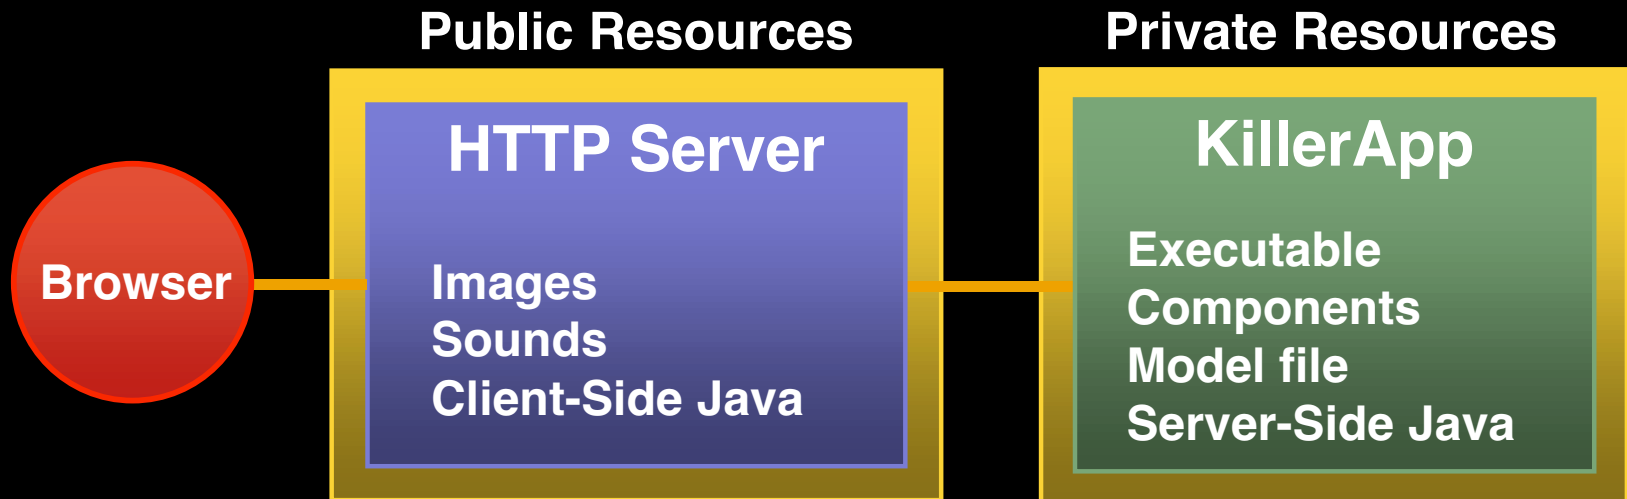 Public Resources
Private Resources
HTTP Server
KillerApp
Browser
Images
Sounds
Client-Side Java
Executable
Components
Model file
Server-Side Java